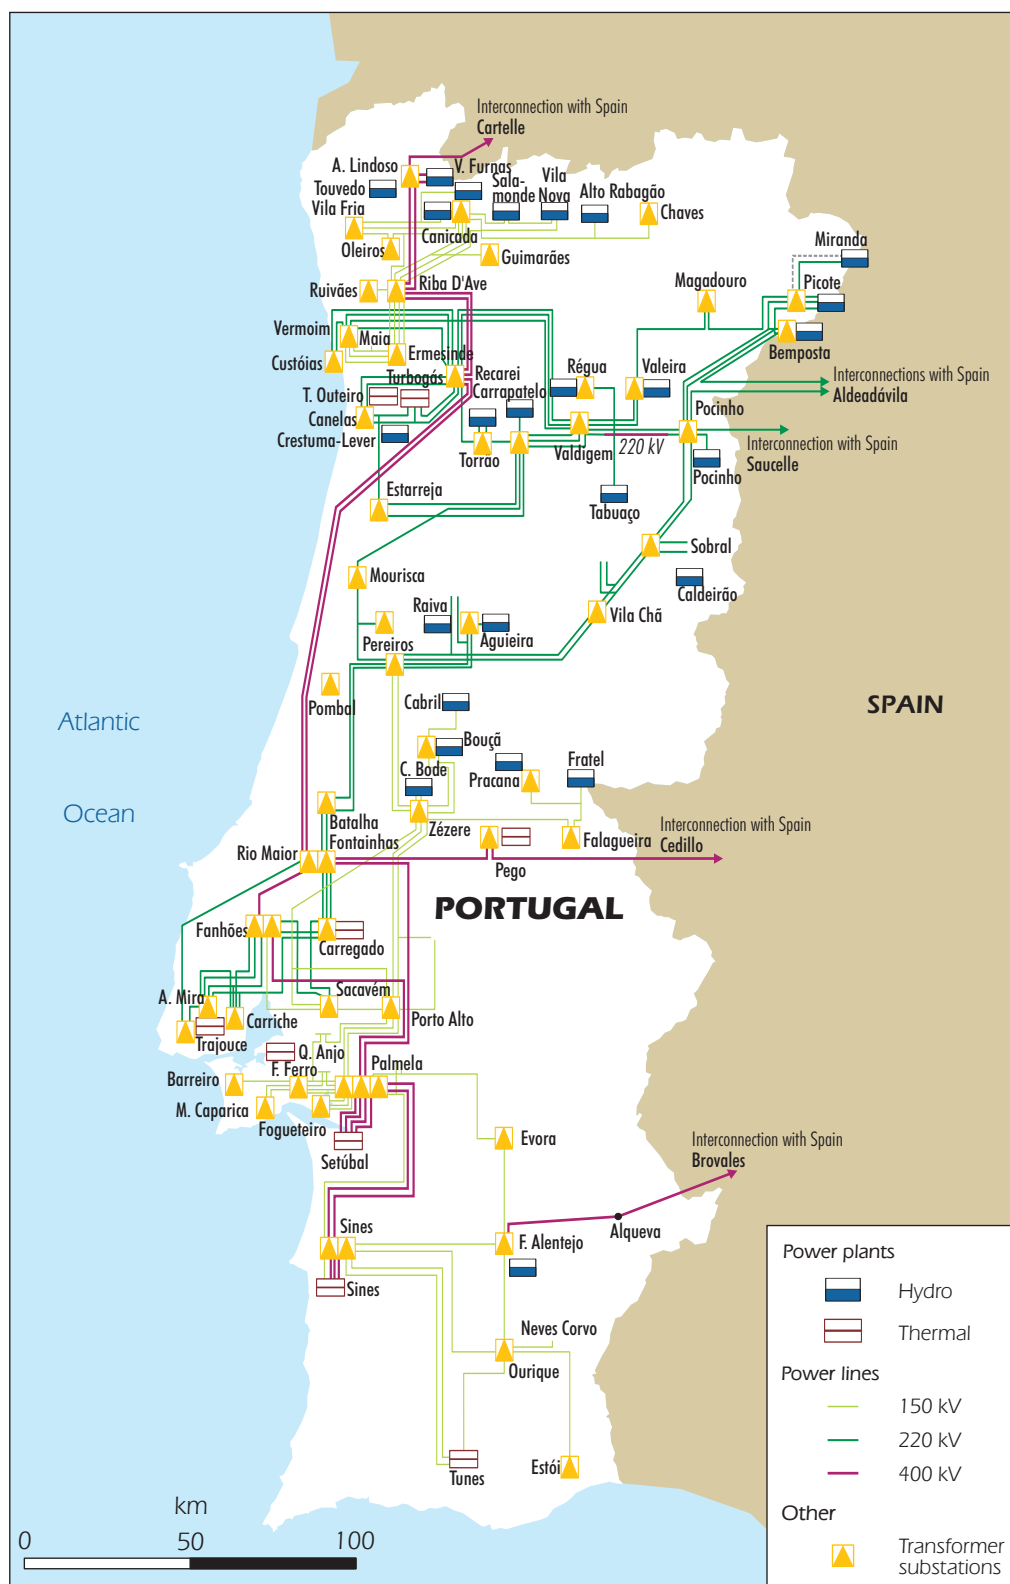 Interconnection with Spain
Cartelle
A. Lindoso
V. Furnas
Touvedo
Sala-
monde
Vila
Nova
Alto Rabagão
Vila Fria
Chaves
Canicada
Oleiros
Guimarães
Miranda
Magadouro
Picote
Ruivães
Riba D'Ave
Vermoim
Maia
Custóias
Ermesinde
Bemposta
Turbogás
Recarei
Régua
Valeira
Interconnections with Spain
Aldeadávila
T. Outeiro
Carrapatelo
Canelas
Pocinho
Crestuma-Lever
Torrão
Valdigem
220 kV
Interconnection with Spain
Saucelle
Pocinho
Estarreja
Tabuaço
Sobral
Mourisca
Caldeirão
Raiva
Vila Chã
Pereiros
Aguieira
Pombal
Cabril
SPAIN
Atlantic
Ocean
Bouçã
C. Bode
Pracana
Fratel
Batalha
Zézere
Fontainhas
Falagueira
Interconnection with Spain
Cedillo
Rio Maior
Pego
PORTUGAL
Fanhões
Carregado
A. Mira
Sacavém
Carriche
Porto Alto
Trajouce
Q. Anjo
Palmela
F. Ferro
Barreiro
M. Caparica
Fogueteiro
Setúbal
Evora
Interconnection with Spain
Brovales
Alqueva
Sines
F. Alentejo
Sines
Neves Corvo
Ourique
Tunes
Estói
km
0
50
100
Power plants
Hydro
Thermal
Power lines
150 kV
220 kV
400 kV
Other
Transformer
substations